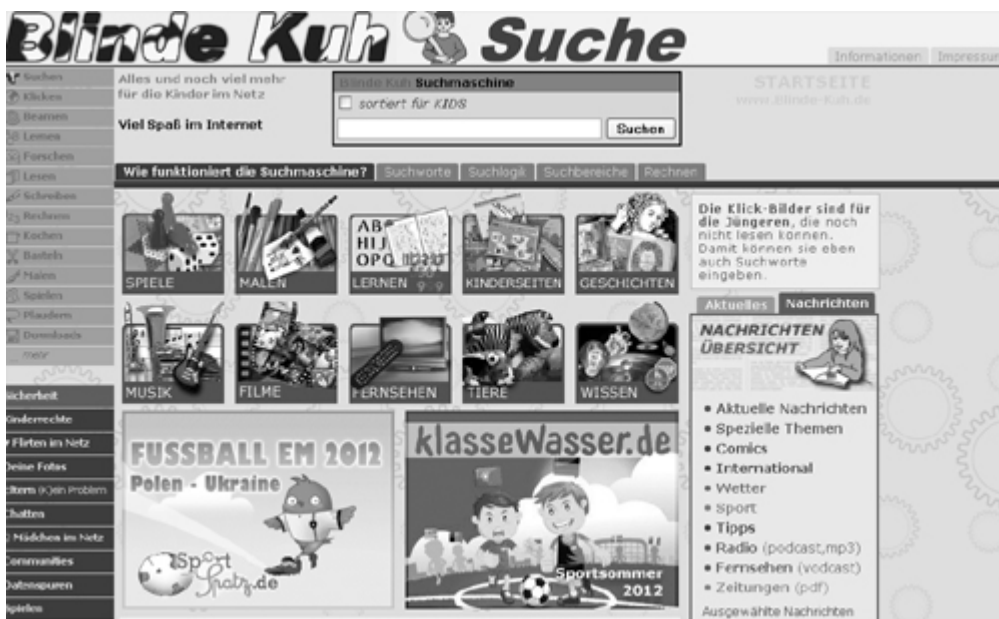 Blinde Kuh Suche
Informationen Impressum
Suchen
Klicken
Beamen
Lernen
Forschen
Lesen
Schreiben
Rechnen
Kochen
Basteln
Malen
Spielen
Plaudern
Downloads
mehr
Sicherheit
Kinderrechte
Flirten im Netz
Deine Fotos
Eltern (K)ein Problem
Chatten
Mädchen im Netz
Communities
Datenspuren
Spielen
Alles und noch viel mehr
für die Kinder im Netz
Viel Spaß im Internet
Blinde Kuh Suchmaschine
sortiert für KIDS
Suchen
STARTSEITE
www.Blinde-Kuh.de
Wie funktioniert die Suchmaschine? Suchworte Suchlogik Suchbereiche Rechnen
SPIELE MALEN LERNEN KINDERSEITEN GESCHICHTEN
MUSIK FILME FERNSEHEN TIERE WISSEN
FUSSBALL EM 2012
Polen - Ukraine
Sport
Spatz.de
klasseWasser.de
Sportsommer
2012
Die Klick-Bilder sind für
die Jüngeren, die noch
nicht lesen können.
Damit können sie eben
auch Suchworte
eingeben.
Aktuelles Nachrichten
NACHRICHTEN
ÜBERSICHT
• Aktuelle Nachrichten
• Spezielle Themen
• Comics
• International
• Wetter
• Sport
• Tipps
• Radio (podcast,mp3)
• Fernsehen (vodcast)
• Zeitungen (pdf)
Ausgewählte Nachrichten